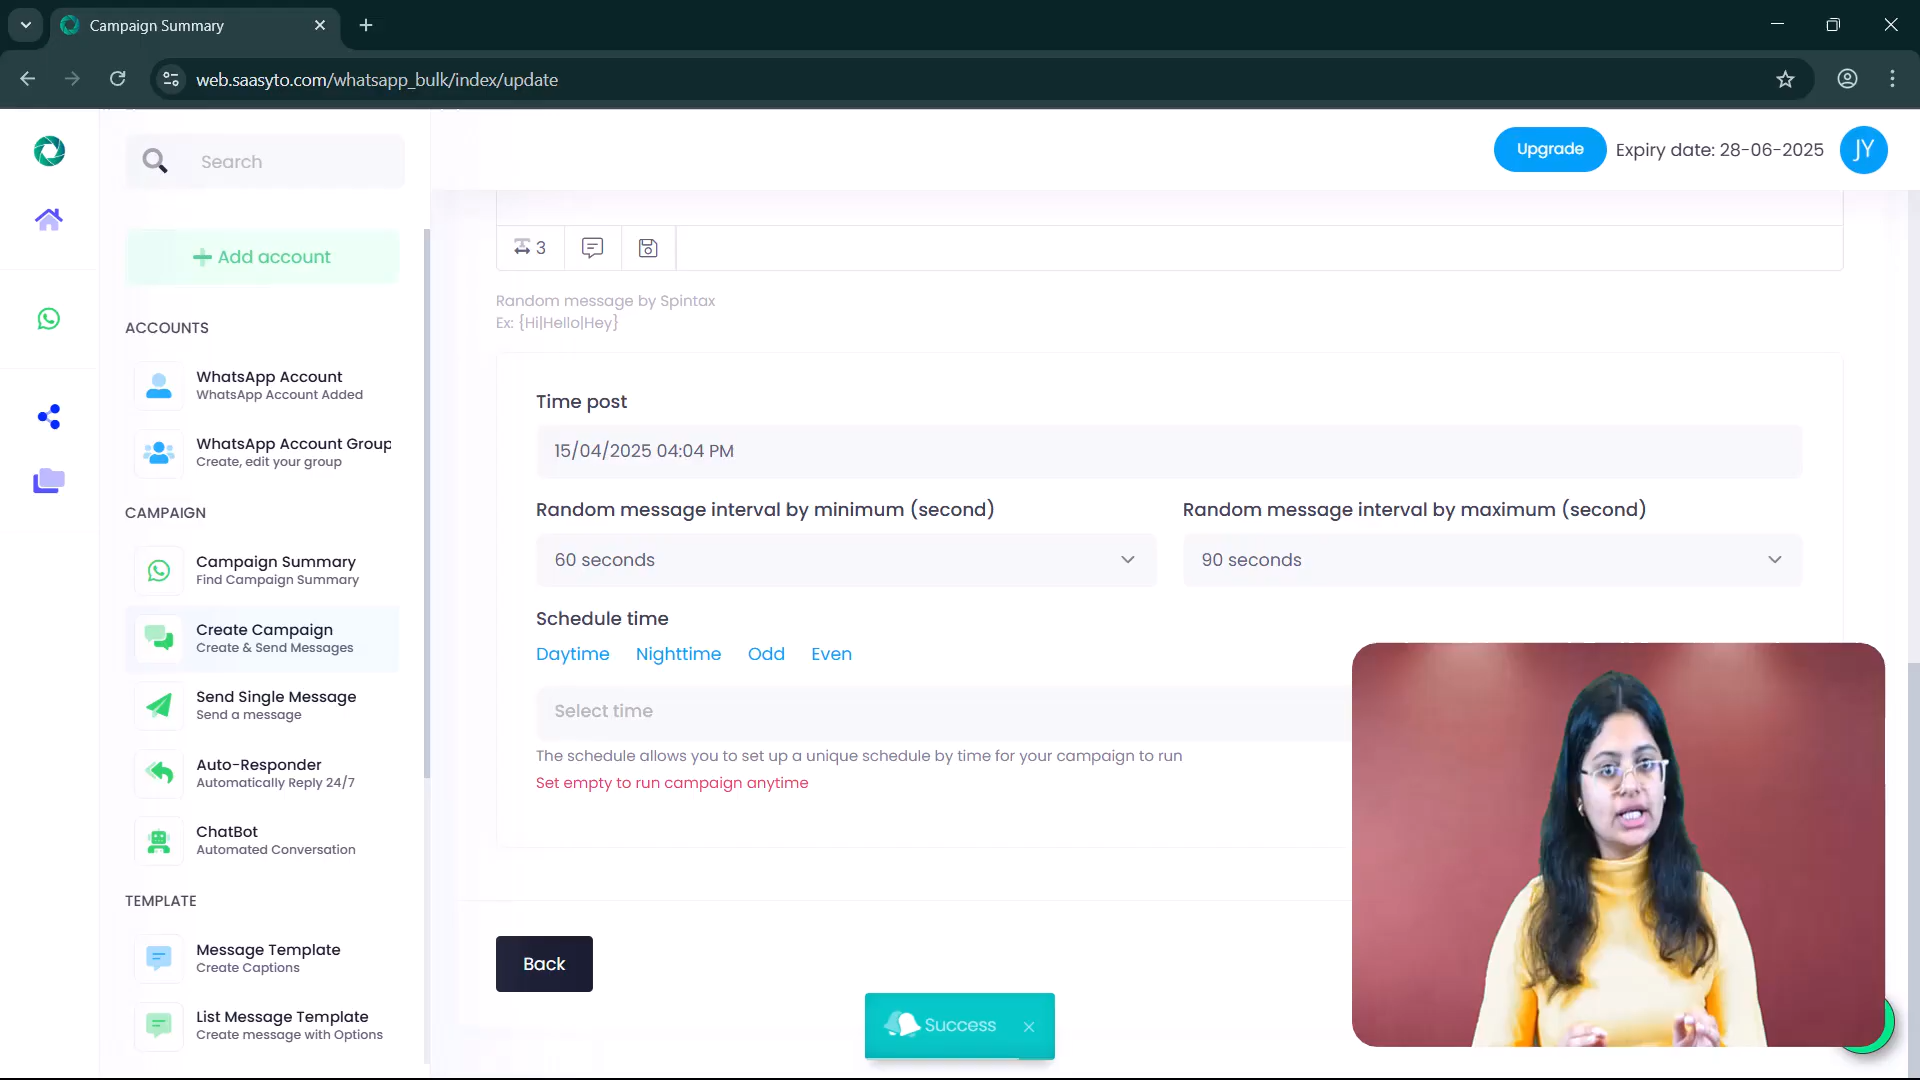 Campaign Summary
web.saasyto.com/whatsapp_bulk/index/update
Search
Upgrade
Expiry date: 28-06-2025
JY
Add account
ACCOUNTS
WhatsApp Account
WhatsApp Account Added
WhatsApp Account Group
Create, edit your group
CAMPAIGN
Campaign Summary
Find Campaign Summary
Create Campaign
Create & Send Messages
Send Single Message
Send a message
Auto-Responder
Automatically Reply 24/7
ChatBot
Automated Conversation
TEMPLATE
Message Template
Create Captions
List Message Template
Create message with Options
3
Random message by Spintax
Ex: {Hi|Hello|Hey}
Time post
15/04/2025 04:04 PM
Random message interval by minimum (second)
Random message interval by maximum (second)
60 seconds
90 seconds
Schedule time
Daytime Nighttime Odd Even
Select time
The schedule allows you to set up a unique schedule by time for your campaign to run
Set empty to run campaign anytime
Back
Success